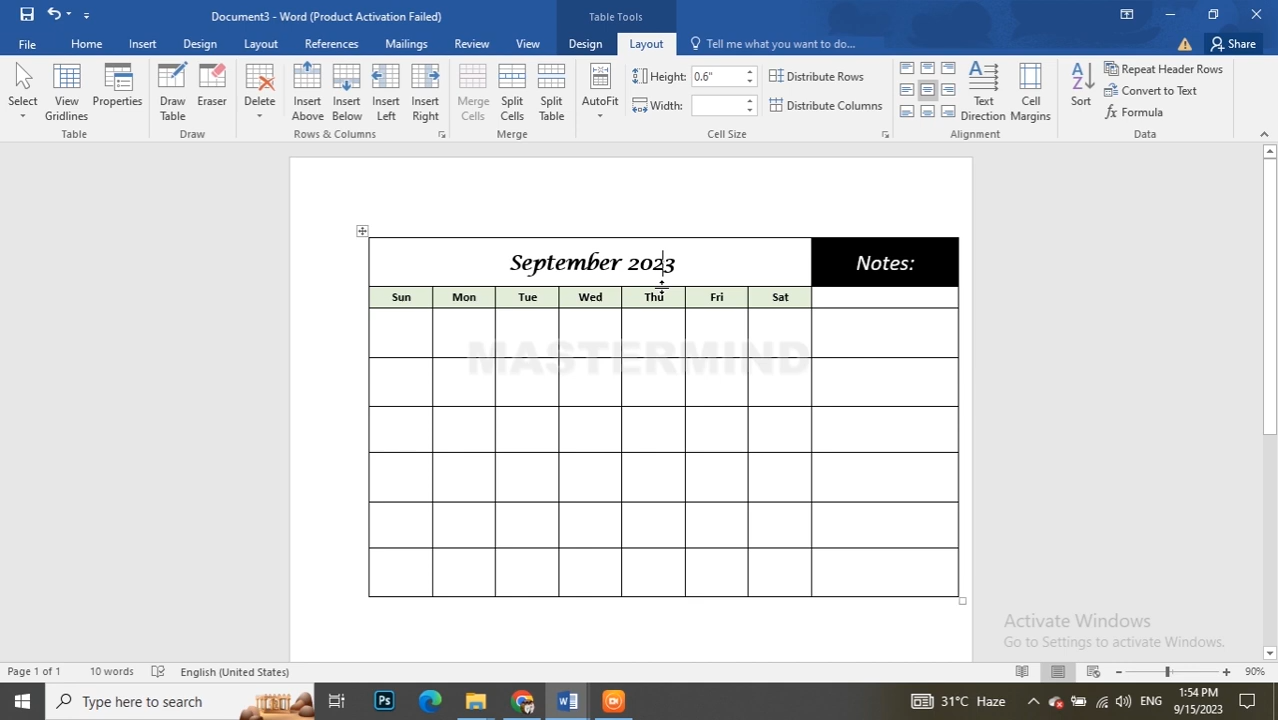 Document3 - Word (Product Activation Failed)
Table Tools
File
Home
Insert
Design
Layout
References
Mailings
Review
View
Design
Layout
Tell me what you want to do...
Share
Select
View Gridlines
Properties
Table
Draw Table
Eraser
Draw
Delete
Insert Above
Insert Below
Insert Left
Insert Right
Rows & Columns
Merge Cells
Split Cells
Split Table
Merge
AutoFit
Height: 0.6"
Width:
Distribute Rows
Distribute Columns
Cell Size
Text Direction
Cell Margins
Alignment
Sort
Repeat Header Rows
Convert to Text
fx Formula
Data
September 2023
Notes:
Sun Mon Tue Wed Thu Fri Sat
MASTERMIND
Activate Windows
Go to Settings to activate Windows.
Page 1 of 1
10 words
English (United States)
90%
Type here to search
Ps
31°C Haze
ENG
1:54 PM
9/15/2023